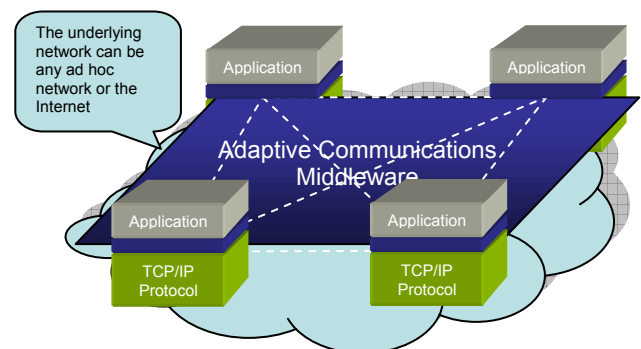 The underlying
network can be
any ad hoc
network or the
Internet
Application
Application
Adaptive Communications
Middleware
Application
Application
TCP/IP
Protocol
TCP/IP
Protocol